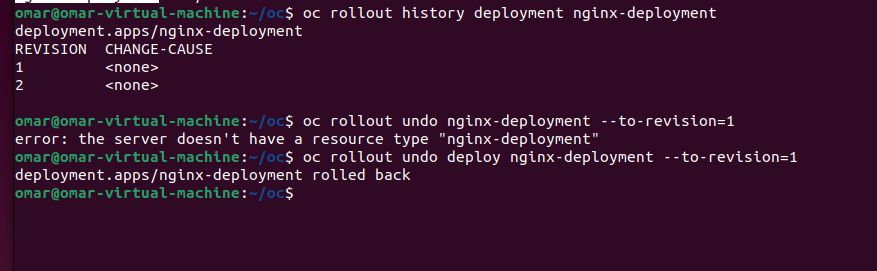 omar@omar-virtual-machine:~/oc$ oc rollout history deployment nginx-deployment
deployment.apps/nginx-deployment
REVISION  CHANGE-CAUSE
1         <none>
2         <none>
omar@omar-virtual-machine:~/oc$ oc rollout undo nginx-deployment --to-revision=1
error: the server doesn't have a resource type "nginx-deployment"
omar@omar-virtual-machine:~/oc$ oc rollout undo deploy nginx-deployment --to-revision=1
deployment.apps/nginx-deployment rolled back
omar@omar-virtual-machine:~/oc$